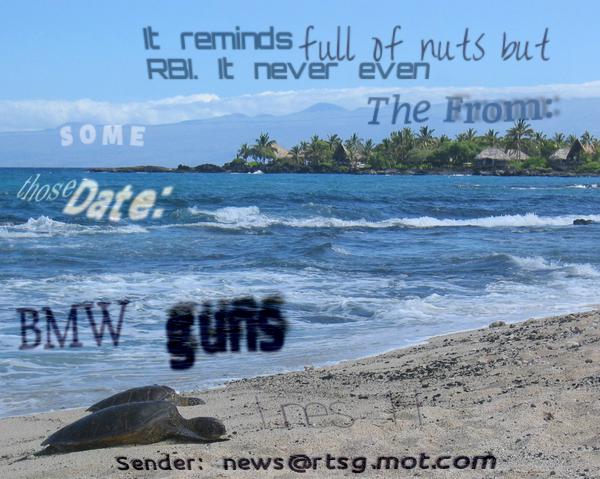 It reminds
RBI. It never even
full of nuts but
The From:
SOME
those
Date:
BMW
guns
Sender: news@rtsg.mot.com